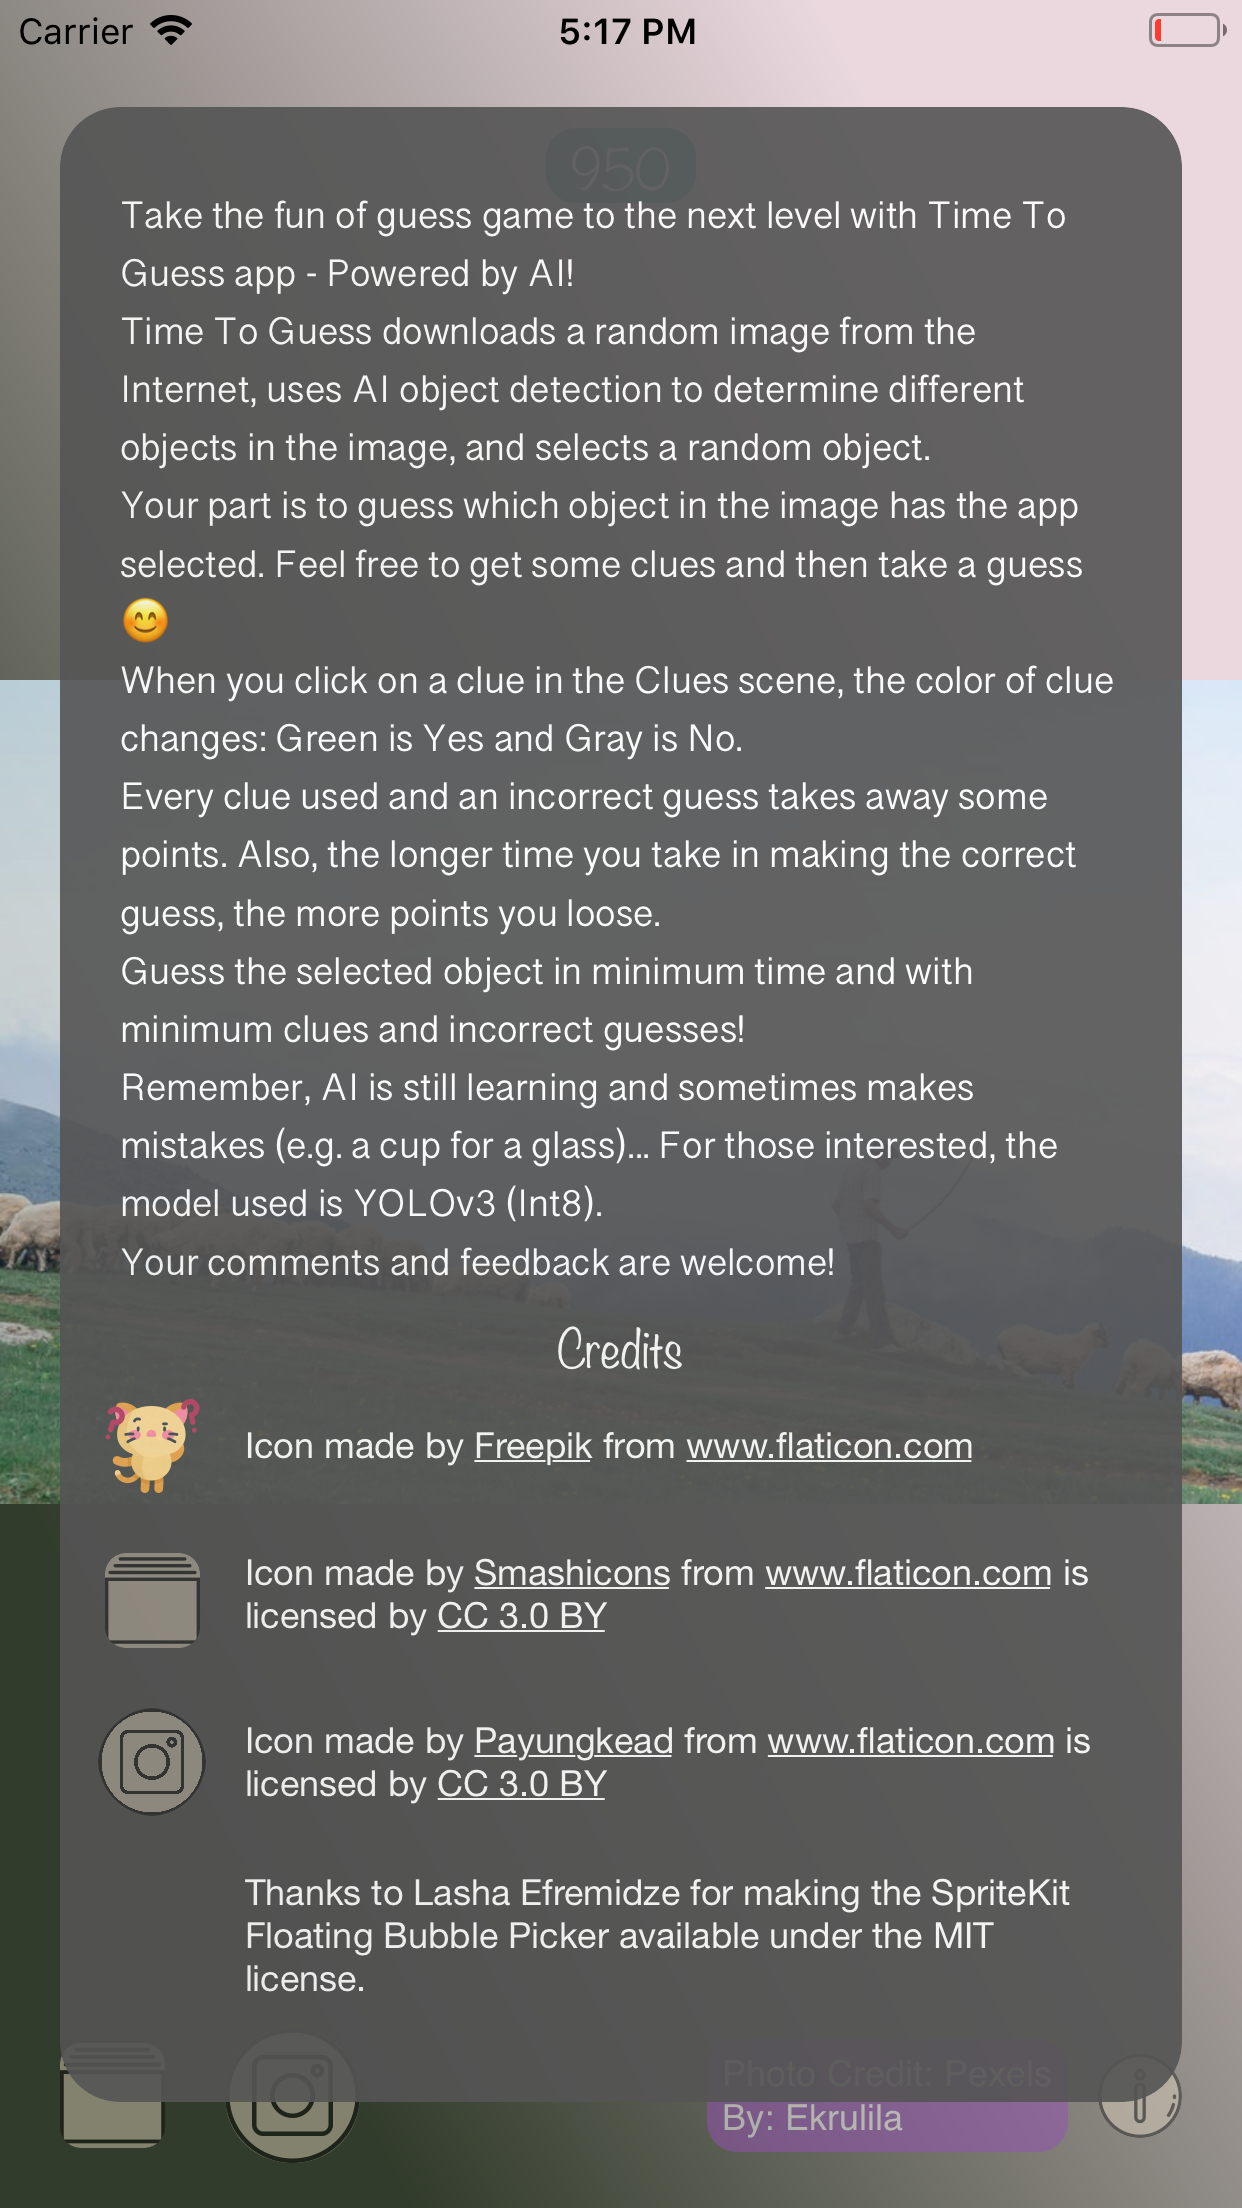 Carrier
5:17 PM
950
Take the fun of guess game to the next level with Time To
Guess app - Powered by AI!
Time To Guess downloads a random image from the
Internet, uses AI object detection to determine different
objects in the image, and selects a random object.
Your part is to guess which object in the image has the app
selected. Feel free to get some clues and then take a guess
😊
When you click on a clue in the Clues scene, the color of clue
changes: Green is Yes and Gray is No.
Every clue used and an incorrect guess takes away some
points. Also, the longer time you take in making the correct
guess, the more points you loose.
Guess the selected object in minimum time and with
minimum clues and incorrect guesses!
Remember, AI is still learning and sometimes makes
mistakes (e.g. a cup for a glass)... For those interested, the
model used is YOLOv3 (Int8).
Your comments and feedback are welcome!
Credits
Icon made by Freepik from www.flaticon.com
Icon made by Smashicons from www.flaticon.com is
licensed by CC 3.0 BY
Icon made by Payungkead from www.flaticon.com is
licensed by CC 3.0 BY
Thanks to Lasha Efremidze for making the SpriteKit
Floating Bubble Picker available under the MIT
license.
Photo Credit: Pexels
By: Ekrulila